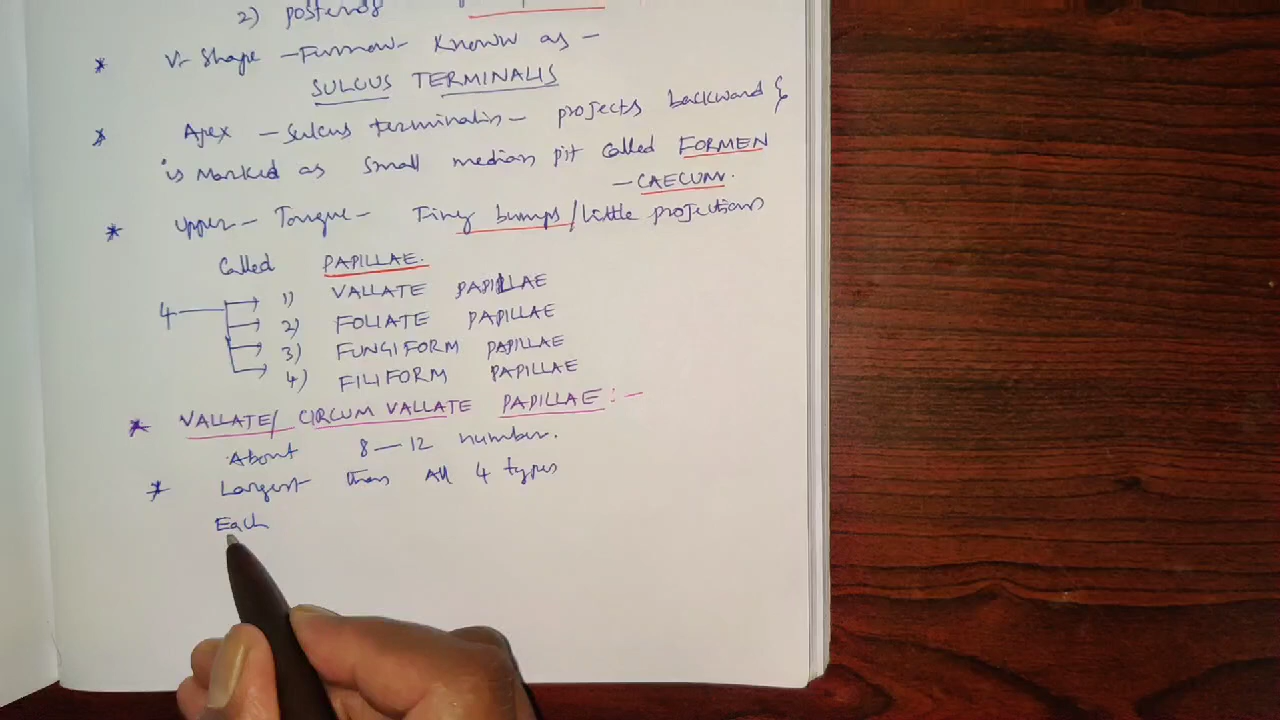 2) posterior
* V- Shape - Furrow- Known as -
SULCUS TERMINALIS
* Apex - Sulcus terminalis - projects backward &
is marked as small median pit called FORMEN
- CAECUM.
* Upper - Tongue - Tiny bumps/little projections
Called PAPILLAE.
4 1) VALLATE PAPILLAE
2) FOLIATE PAPILLAE
3) FUNGIFORM PAPILLAE
4) FILIFORM PAPILLAE
* VALLATE/ CIRCUM VALLATE PAPILLAE :-
About 8-12 number.
* Largest than All 4 types
Each